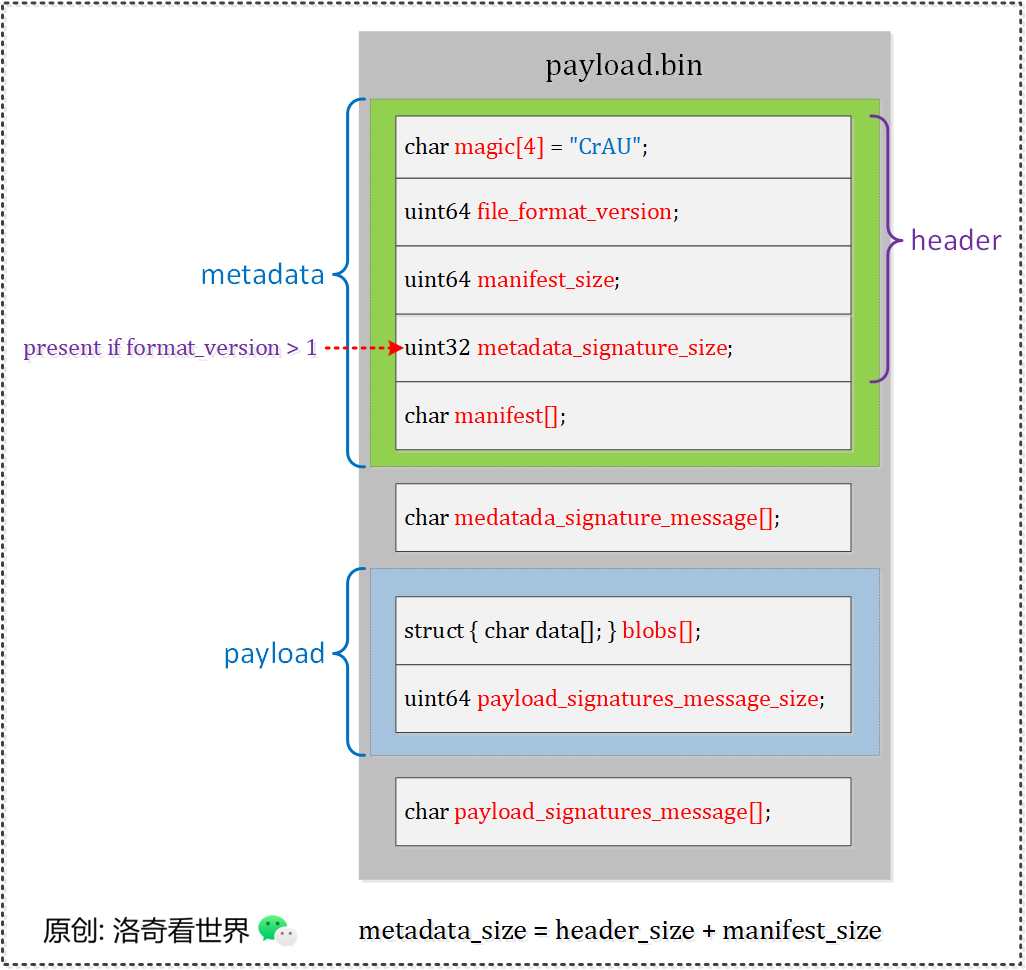 payload.bin
char magic[4] = "CrAU";
uint64 file_format_version;
header
uint64 manifest_size;
metadata
present if format_version > 1
uint32 metadata_signature_size;
char manifest[];
char medatada_signature_message[];
struct { char data[]; } blobs[];
payload
uint64 payload_signatures_message_size;
char payload_signatures_message[];
原创: 洛奇看世界
metadata_size = header_size + manifest_size